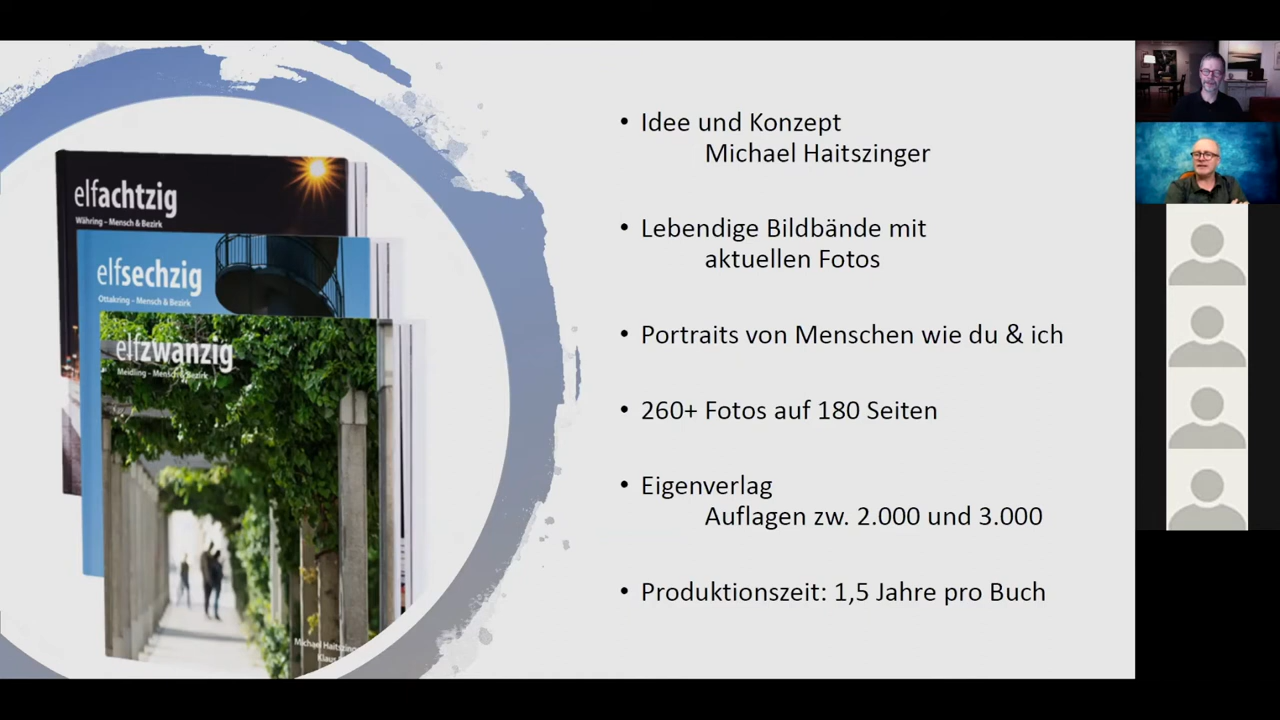 elfachtzig
Währing – Mensch & Bezirk
elfsechzig
Ottakring – Mensch & Bezirk
elfzwanzig
Meidling – Mensch & Bezirk
Klaus
• Idee und Konzept
Michael Haitszinger
• Lebendige Bildbände mit
aktuellen Fotos
• Portraits von Menschen wie du & ich
• 260+ Fotos auf 180 Seiten
• Eigenverlag
Auflagen zw. 2.000 und 3.000
• Produktionszeit: 1,5 Jahre pro Buch